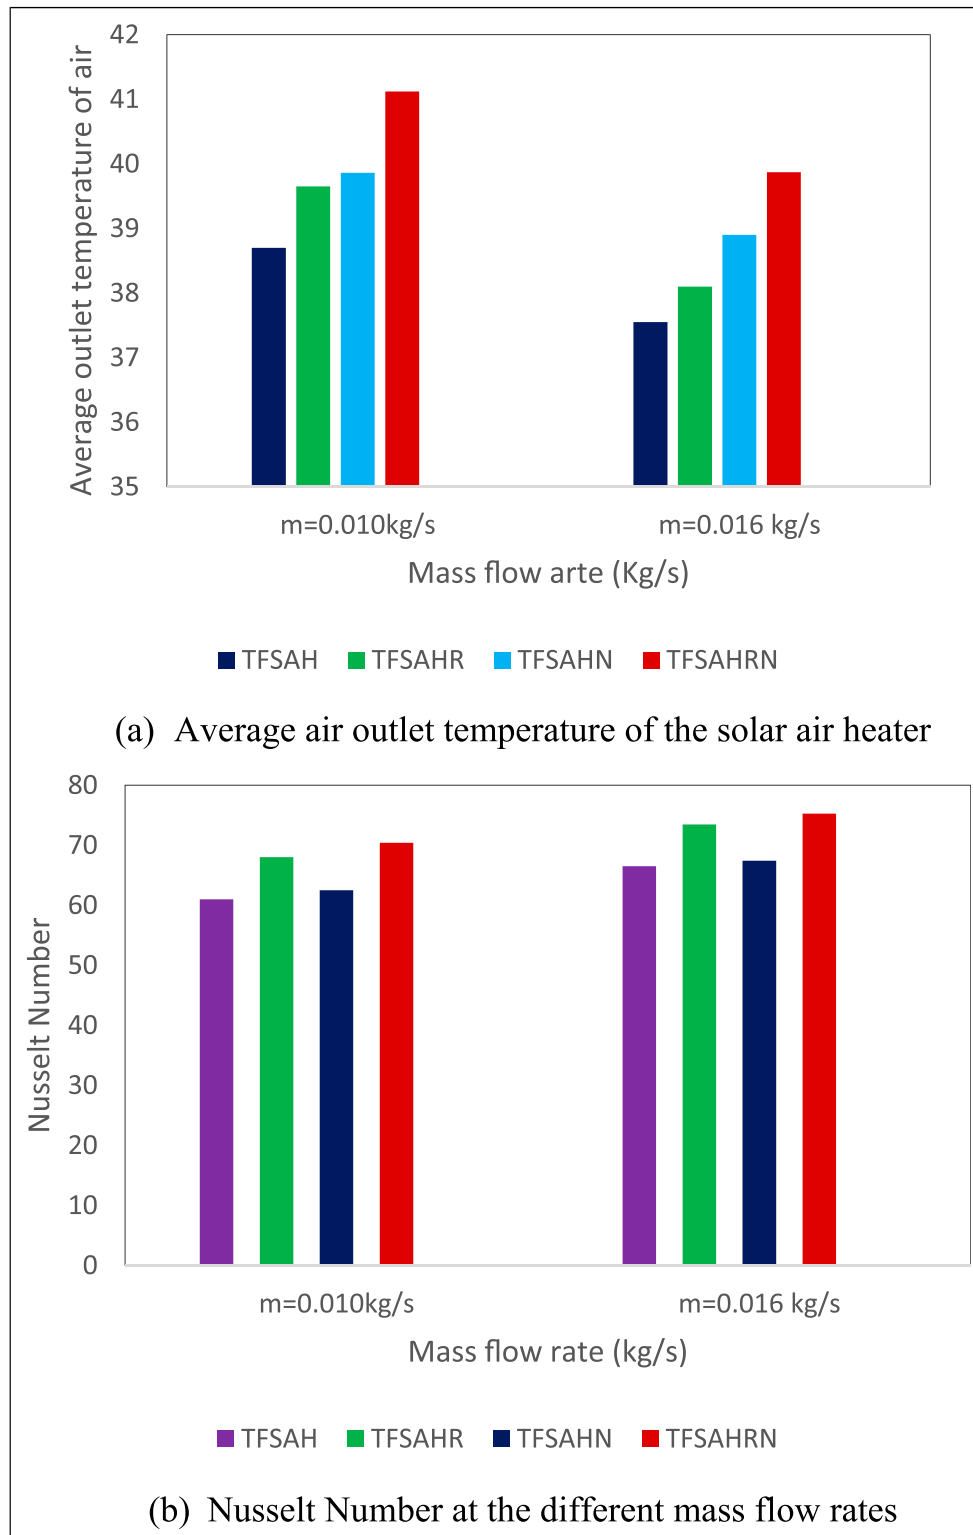 Average outlet temperature of air
42
41
40
39
38
37
36
35
m=0.010kg/s
m=0.016 kg/s
Mass flow arte (Kg/s)
TFSAH TFSAHR TFSAHN TFSAHRN
(a) Average air outlet temperature of the solar air heater
Nusselt Number
80
70
60
50
40
30
20
10
0
m=0.010kg/s
m=0.016 kg/s
Mass flow rate (kg/s)
TFSAH TFSAHR TFSAHN TFSAHRN
(b) Nusselt Number at the different mass flow rates